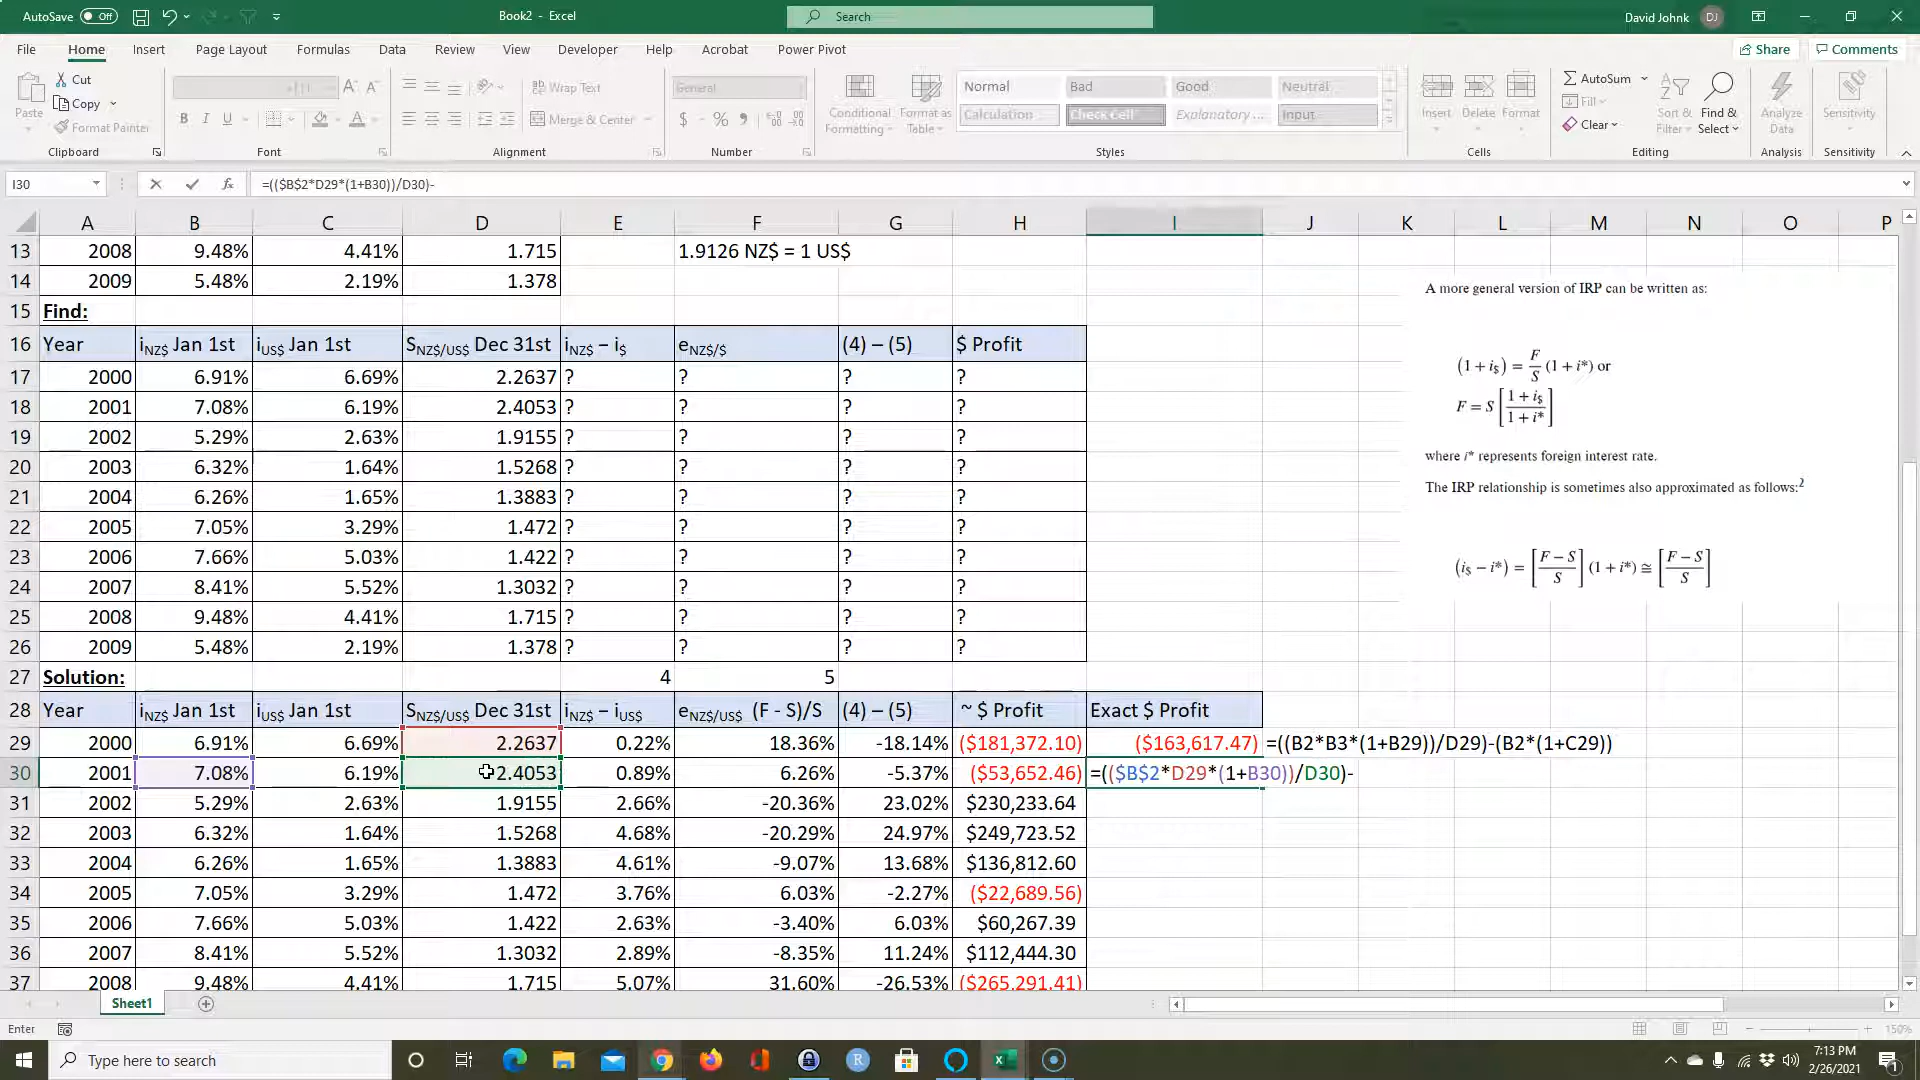 AutoSave Off Book2 - Excel Search David Johnk DJ
File Home Insert Page Layout Formulas Data Review View Developer Help Acrobat Power Pivot Share Comments
Paste Cut Copy Format Painter Clipboard
B I U Font
Wrap Text Merge & Center Alignment
General $ % Number
Conditional Formatting Format as Table
Normal Bad Good Neutral
Calculation Check Cell Explanatory ... Input
Styles
Insert Delete Format Cells
AutoSum Fill Clear Sort & Filter Find & Select Editing
Analyze Data Analysis
Sensitivity Sensitivity
I30 fx =(($B$2*D29*(1+B30))/D30)-
A B C D E F G H I J K L M N O P
13 2008 9.48% 4.41% 1.715 1.9126 NZ$ = 1 US$
14 2009 5.48% 2.19% 1.378
15 Find:
16 Year iNZ$ Jan 1st iUS$ Jan 1st SNZ$/US$ Dec 31st iNZ$ – i$ eNZ$/$ (4) – (5) $ Profit
17 2000 6.91% 6.69% 2.2637 ? ? ? ?
18 2001 7.08% 6.19% 2.4053 ? ? ? ?
19 2002 5.29% 2.63% 1.9155 ? ? ? ?
20 2003 6.32% 1.64% 1.5268 ? ? ? ?
21 2004 6.26% 1.65% 1.3883 ? ? ? ?
22 2005 7.05% 3.29% 1.472 ? ? ? ?
23 2006 7.66% 5.03% 1.422 ? ? ? ?
24 2007 8.41% 5.52% 1.3032 ? ? ? ?
25 2008 9.48% 4.41% 1.715 ? ? ? ?
26 2009 5.48% 2.19% 1.378 ? ? ? ?
27 Solution: 4 5
28 Year iNZ$ Jan 1st iUS$ Jan 1st SNZ$/US$ Dec 31st iNZ$ – iUS$ eNZ$/US$ (F - S)/S (4) – (5) ~ $ Profit Exact $ Profit
29 2000 6.91% 6.69% 2.2637 0.22% 18.36% -18.14% ($181,372.10) ($163,617.47) =((B2*B3*(1+B29))/D29)-(B2*(1+C29))
30 2001 7.08% 6.19% 2.4053 0.89% 6.26% -5.37% ($53,652.46) =(($B$2*D29*(1+B30))/D30)-
31 2002 5.29% 2.63% 1.9155 2.66% -20.36% 23.02% $230,233.64
32 2003 6.32% 1.64% 1.5268 4.68% -20.29% 24.97% $249,723.52
33 2004 6.26% 1.65% 1.3883 4.61% -9.07% 13.68% $136,812.60
34 2005 7.05% 3.29% 1.472 3.76% 6.03% -2.27% ($22,689.56)
35 2006 7.66% 5.03% 1.422 2.63% -3.40% 6.03% $60,267.39
36 2007 8.41% 5.52% 1.3032 2.89% -8.35% 11.24% $112,444.30
37 2008 9.48% 4.41% 1.715 5.07% 31.60% -26.53% ($265,291.41)
A more general version of IRP can be written as:
(1 + i$) = F/S (1 + i*) or
F = S [(1 + i$)/(1 + i*)]
where i* represents foreign interest rate.
The IRP relationship is sometimes also approximated as follows:2
(i$ – i*) = [(F – S)/S] (1 + i*) ≅ [(F – S)/S]
Sheet1
Enter 150%
Type here to search
7:13 PM
2/26/2021